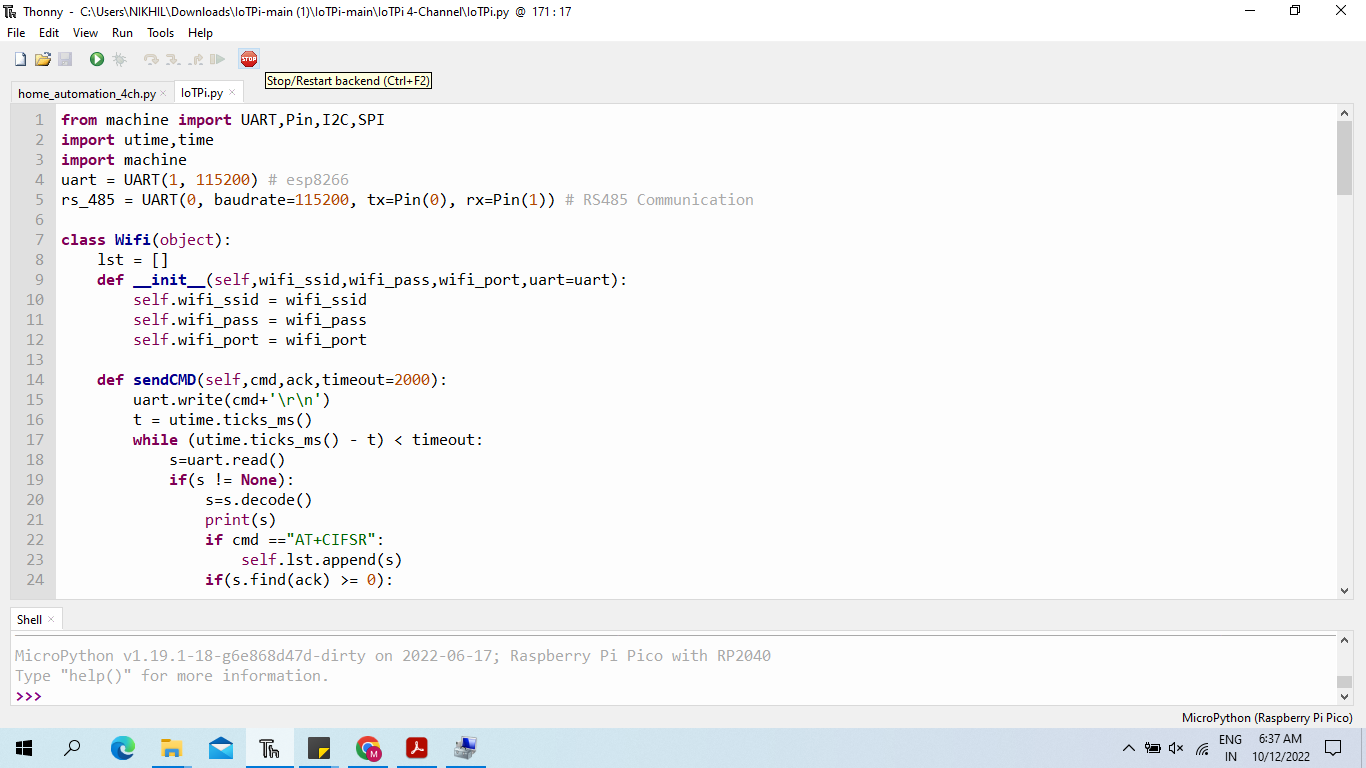 Thonny - C:\Users\NIKHIL\Downloads\IoTPi-main (1)\IoTPi-main\IoTPi 4-Channel\IoTPi.py @ 171 : 17
File Edit View Run Tools Help
STOP
Stop/Restart backend (Ctrl+F2)
home_automation_4ch.py × IoTPi.py ×
1 from machine import UART,Pin,I2C,SPI
2 import utime,time
3 import machine
4 uart = UART(1, 115200) # esp8266
5 rs_485 = UART(0, baudrate=115200, tx=Pin(0), rx=Pin(1)) # RS485 Communication
6
7 class Wifi(object):
8     lst = []
9     def __init__(self,wifi_ssid,wifi_pass,wifi_port,uart=uart):
10         self.wifi_ssid = wifi_ssid
11         self.wifi_pass = wifi_pass
12         self.wifi_port = wifi_port
13
14     def sendCMD(self,cmd,ack,timeout=2000):
15         uart.write(cmd+'\r\n')
16         t = utime.ticks_ms()
17         while (utime.ticks_ms() - t) < timeout:
18             s=uart.read()
19             if(s != None):
20                 s=s.decode()
21                 print(s)
22                 if cmd =="AT+CIFSR":
23                     self.lst.append(s)
24                 if(s.find(ack) >= 0):
Shell ×
MicroPython v1.19.1-18-g6e868d47d-dirty on 2022-06-17; Raspberry Pi Pico with RP2040
Type "help()" for more information.
>>>
MicroPython (Raspberry Pi Pico)
Th
M
ENG
IN
6:37 AM
10/12/2022